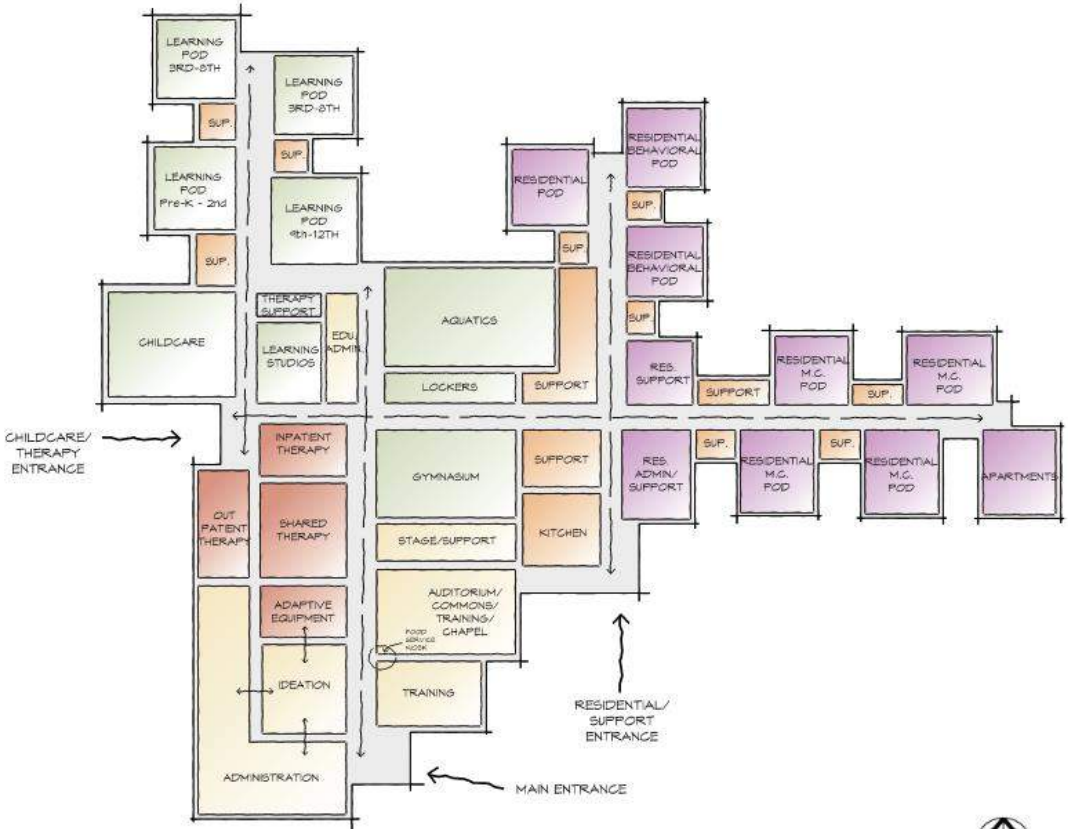 LEARNING
POD
3RD-8TH
SUP.
LEARNING
POD
3RD-8TH
SUP.
LEARNING
POD
Pre-K - 2nd
SUP.
LEARNING
POD
9th-12TH
CHILDCARE
THERAPY
SUPPORT
LEARNING
STUDIOS
EDU.
ADMIN.
AQUATICS
LOCKERS
SUPPORT
RESIDENTIAL
POD
SUP.
RESIDENTIAL
BEHAVIORAL
POD
SUP.
RESIDENTIAL
BEHAVIORAL
POD
SUP.
RES.
SUPPORT
SUPPORT
RESIDENTIAL
M.C.
POD
SUP.
RESIDENTIAL
M.C.
POD
CHILDCARE/
THERAPY
ENTRANCE
INPATIENT
THERAPY
GYMNASIUM
SUPPORT
RES.
ADMIN/
SUPPORT
SUP.
RESIDENTIAL
M.C.
POD
SUP.
RESIDENTIAL
M.C.
POD
APARTMENTS
OUT
PATIENT
THERAPY
SHARED
THERAPY
STAGE/SUPPORT
KITCHEN
ADAPTIVE
EQUIPMENT
AUDITORIUM/
COMMONS/
TRAINING/
CHAPEL
FOOD
SERVICE
KIOSK
IDEATION
TRAINING
RESIDENTIAL/
SUPPORT
ENTRANCE
ADMINISTRATION
MAIN ENTRANCE